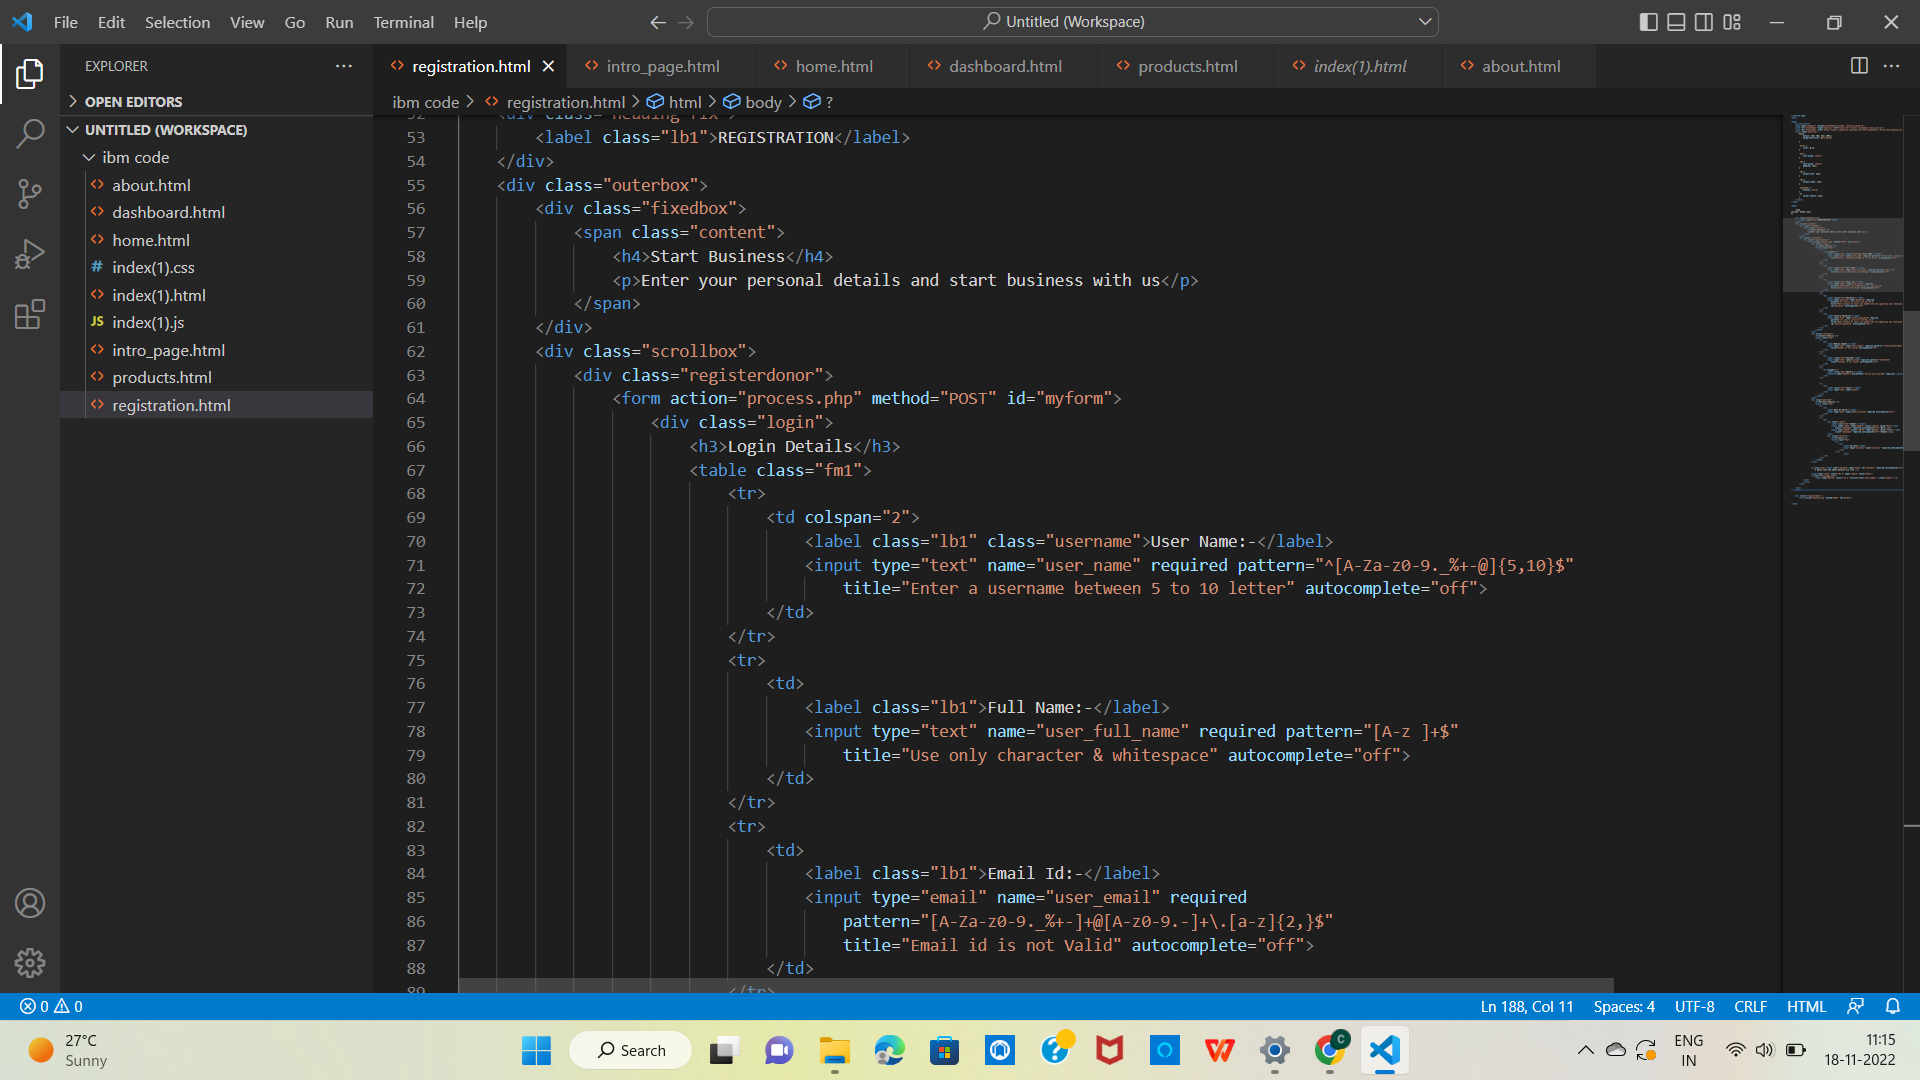 File Edit Selection View Go Run Terminal Help
Untitled (Workspace)
EXPLORER
OPEN EDITORS
UNTITLED (WORKSPACE)
ibm code
about.html
dashboard.html
home.html
index(1).css
index(1).html
JS index(1).js
intro_page.html
products.html
registration.html
registration.html intro_page.html home.html dashboard.html products.html index(1).html about.html
ibm code > registration.html > html > body > ?
52 <div class="heading-fix">
53 <label class="lb1">REGISTRATION</label>
54 </div>
55 <div class="outerbox">
56 <div class="fixedbox">
57 <span class="content">
58 <h4>Start Business</h4>
59 <p>Enter your personal details and start business with us</p>
60 </span>
61 </div>
62 <div class="scrollbox">
63 <div class="registerdonor">
64 <form action="process.php" method="POST" id="myform">
65 <div class="login">
66 <h3>Login Details</h3>
67 <table class="fm1">
68 <tr>
69 <td colspan="2">
70 <label class="lb1" class="username">User Name:-</label>
71 <input type="text" name="user_name" required pattern="^[A-Za-z0-9._%+-@]{5,10}$"
72 title="Enter a username between 5 to 10 letter" autocomplete="off">
73 </td>
74 </tr>
75 <tr>
76 <td>
77 <label class="lb1">Full Name:-</label>
78 <input type="text" name="user_full_name" required pattern="[A-z ]+$"
79 title="Use only character & whitespace" autocomplete="off">
80 </td>
81 </tr>
82 <tr>
83 <td>
84 <label class="lb1">Email Id:-</label>
85 <input type="email" name="user_email" required
86 pattern="[A-Za-z0-9._%+-]+@[A-z0-9.-]+\.[a-z]{2,}$"
87 title="Email id is not Valid" autocomplete="off">
88 </td>
89 </tr>
0 0
Ln 188, Col 11 Spaces: 4 UTF-8 CRLF HTML
27°C
Sunny
Search
ENG
IN
11:15
18-11-2022